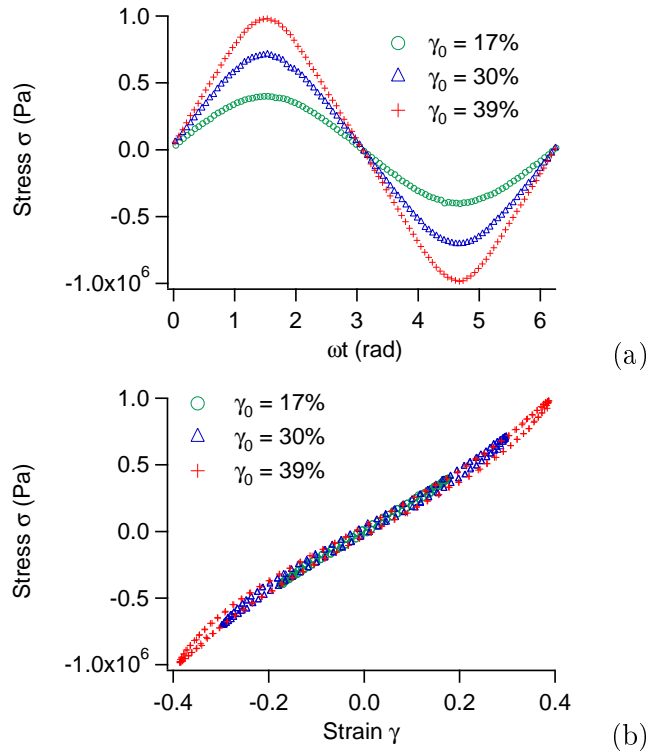 1.0
0.5
0.0
-0.5
-1.0x10⁶
Stress σ (Pa)
γ₀ = 17%
γ₀ = 30%
γ₀ = 39%
0 1 2 3 4 5 6
ωt (rad)
(a)
γ₀ = 17%
γ₀ = 30%
γ₀ = 39%
1.0
0.5
0.0
-0.5
-1.0x10⁶
Stress σ (Pa)
-0.4 -0.2 0.0 0.2 0.4
Strain γ
(b)